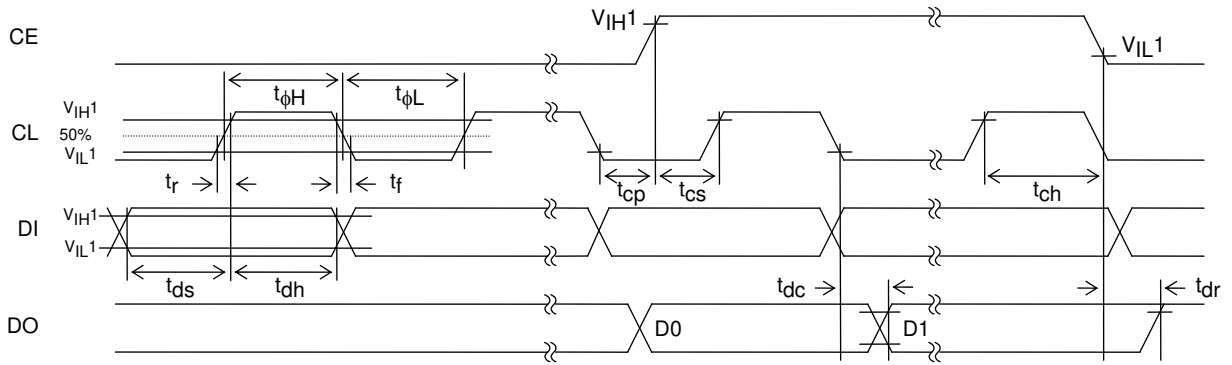 CE
VIH1
VIL1
tϕH
tϕL
CL
VIH1
50%
VIL1
tr
tf
tcp
tcs
tch
DI
VIH1
VIL1
tds
tdh
tdc
tdr
DO
D0
D1